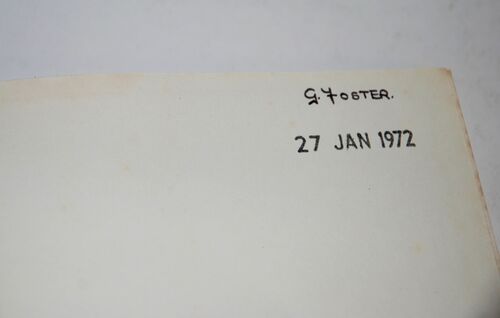 G. FOSTER.
27 JAN 1972